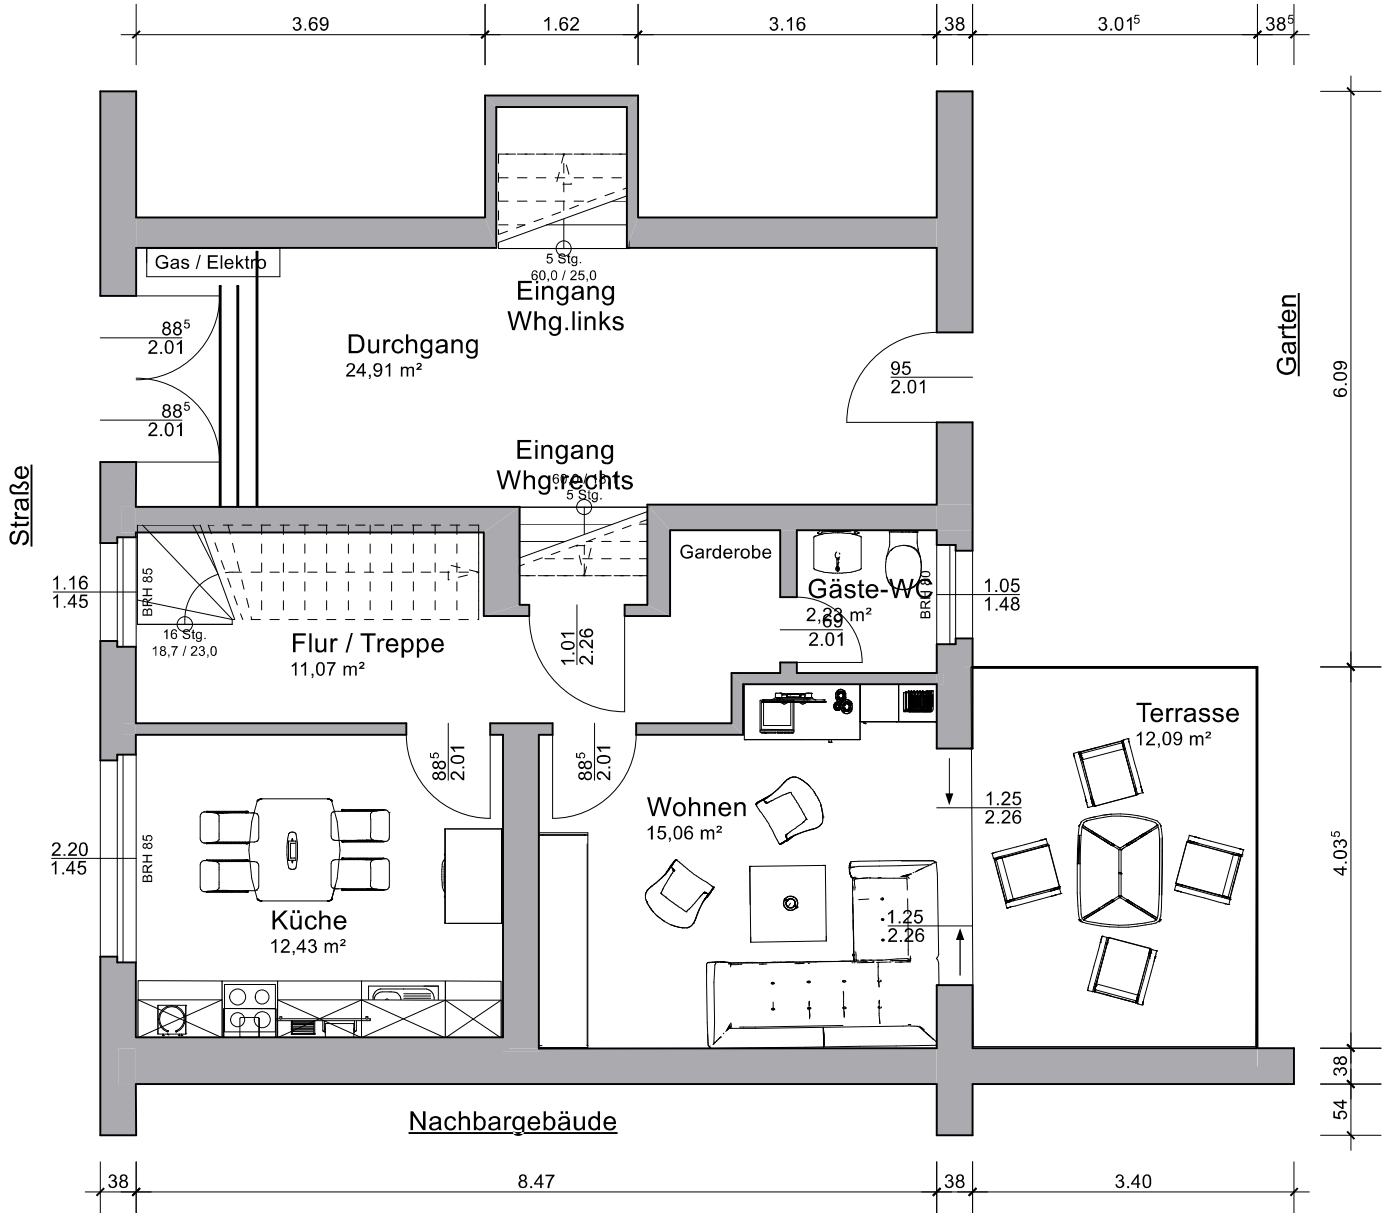 3.69
1.62
3.16
38
3.01⁵
38⁵
Gas / Elektro
5 Stg.
60,0 / 25,0
Eingang
Whg.links
88⁵
2.01
Durchgang
24,91 m²
95
2.01
Garten
6.09
88⁵
2.01
Eingang
Whg.rechts
5 Stg.
Straße
Garderobe
1.16
1.45
BRH 85
Gäste-WC
2,23 m²
69
2.01
1.05
1.48
16 Stg.
18,7 / 23,0
Flur / Treppe
11,07 m²
1.01
2.26
88⁵
2.01
88⁵
2.01
Terrasse
12,09 m²
Wohnen
15,06 m²
1.25
2.26
2.20
1.45
BRH 85
4.03⁵
Küche
12,43 m²
1.25
2.26
38
54
Nachbargebäude
38
8.47
38
3.40